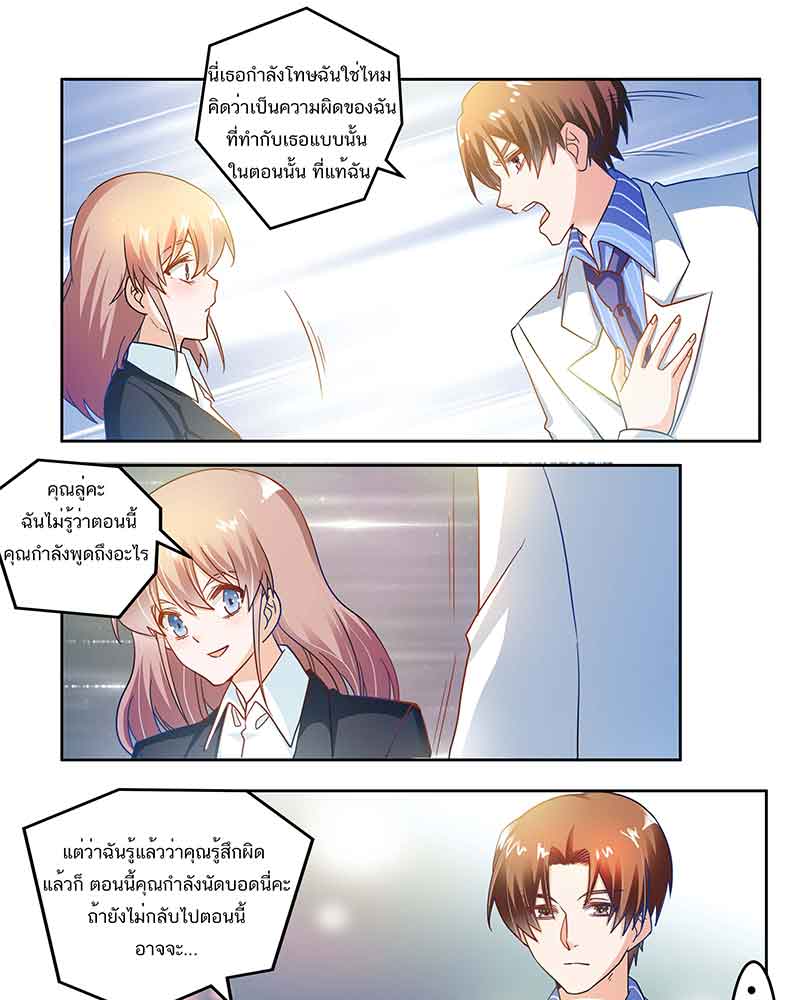 นี่เธอกำลังโทษฉันใช่ไหม
คิดว่าเป็นความผิดของฉัน
ที่ทำกับเธอแบบนั้น
ในตอนนั้น ที่แท้ฉัน
คุณลู่คะ
ฉันไม่รู้ว่าตอนนี้
คุณกำลังพูดถึงอะไร
แต่ว่าฉันรู้แล้วว่าคุณรู้สึกผิด
แล้วก็ ตอนนี้คุณกำลังนัดบอดนี่คะ
ถ้ายังไม่กลับไปตอนนี้
อาจจะ...